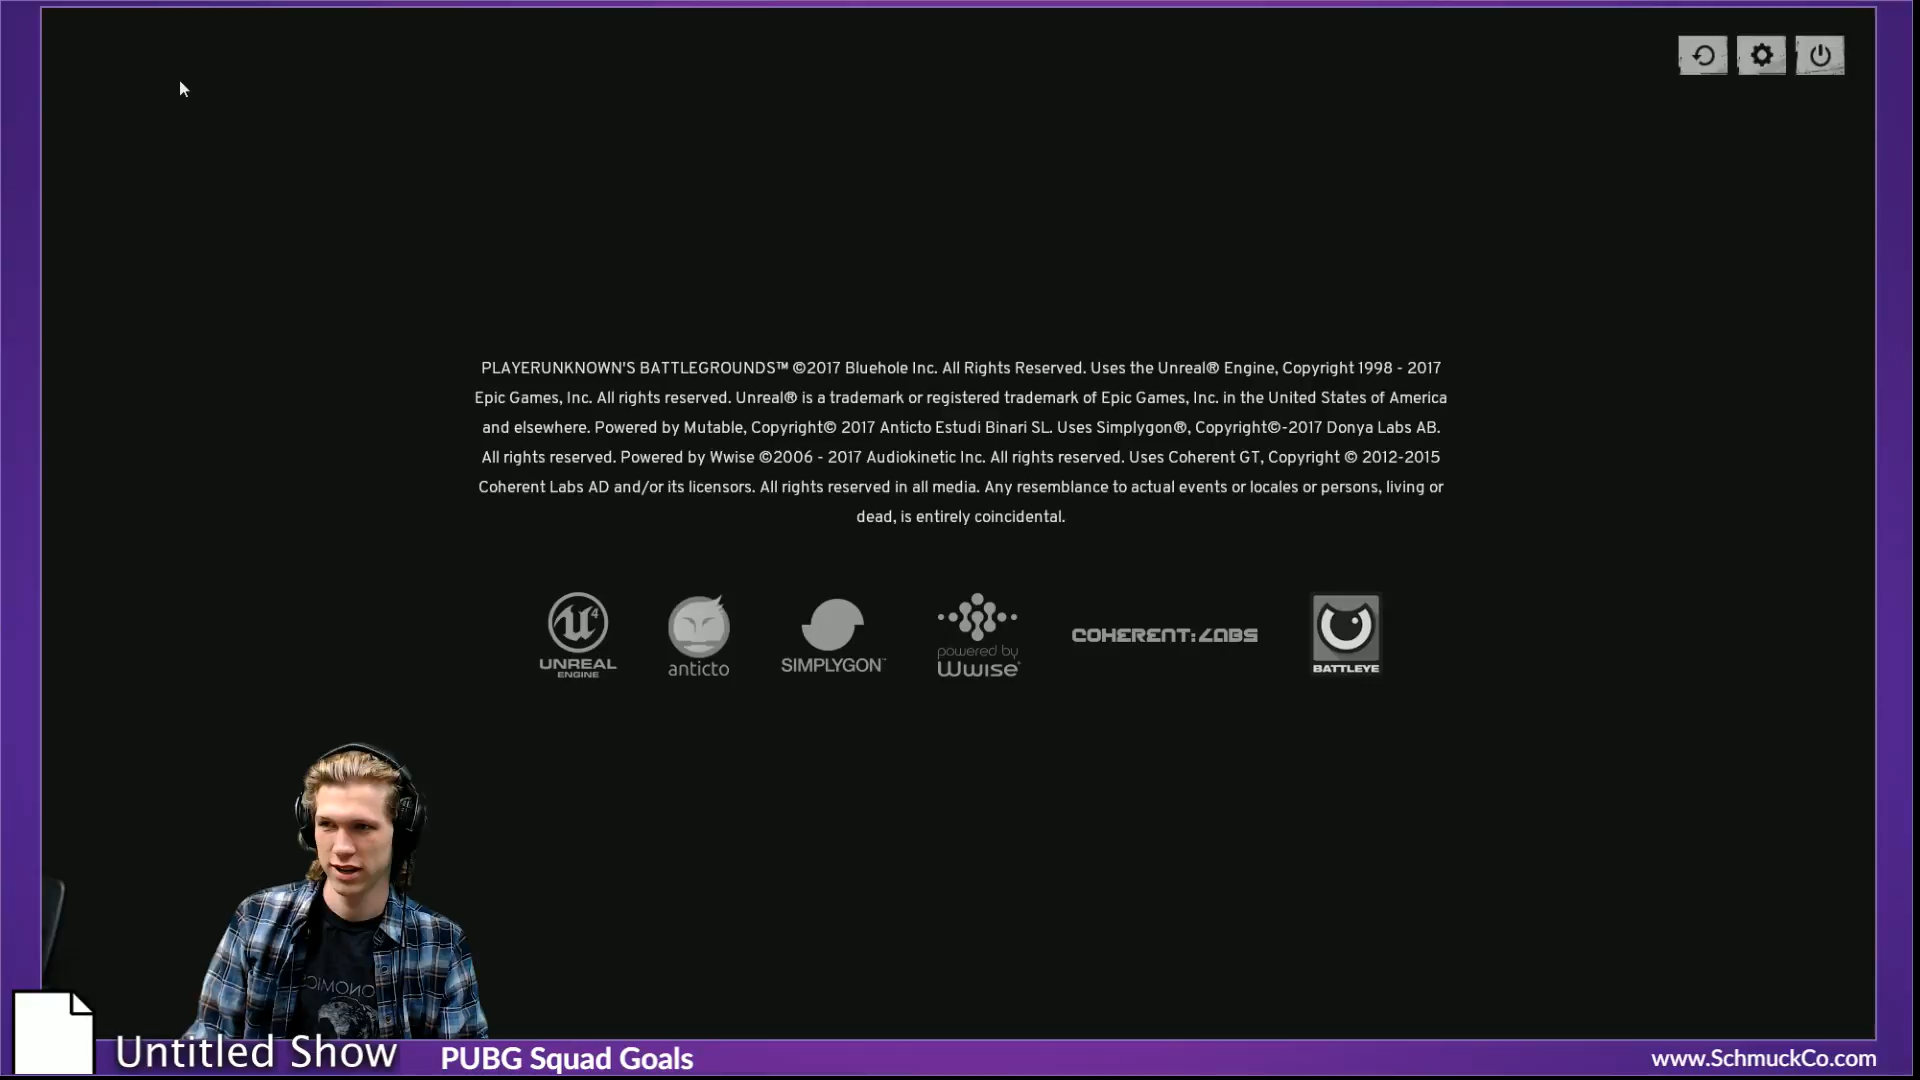 PLAYERUNKNOWN'S BATTLEGROUNDS™ ©2017 Bluehole Inc. All Rights Reserved. Uses the Unreal® Engine, Copyright 1998 - 2017
Epic Games, Inc. All rights reserved. Unreal® is a trademark or registered trademark of Epic Games, Inc. in the United States of America
and elsewhere. Powered by Mutable, Copyright© 2017 Anticto Estudi Binari SL. Uses Simplygon®, Copyright©-2017 Donya Labs AB.
All rights reserved. Powered by Wwise ©2006 - 2017 Audiokinetic Inc. All rights reserved. Uses Coherent GT, Copyright © 2012-2015
Coherent Labs AD and/or its licensors. All rights reserved in all media. Any resemblance to actual events or locales or persons, living or
dead, is entirely coincidental.
UNREAL
ENGINE
4
anticto
SIMPLYGON™
powered by
Wwise®
COHERENT:LABS
BATTLEYE
Untitled Show
PUBG Squad Goals
www.SchmuckCo.com